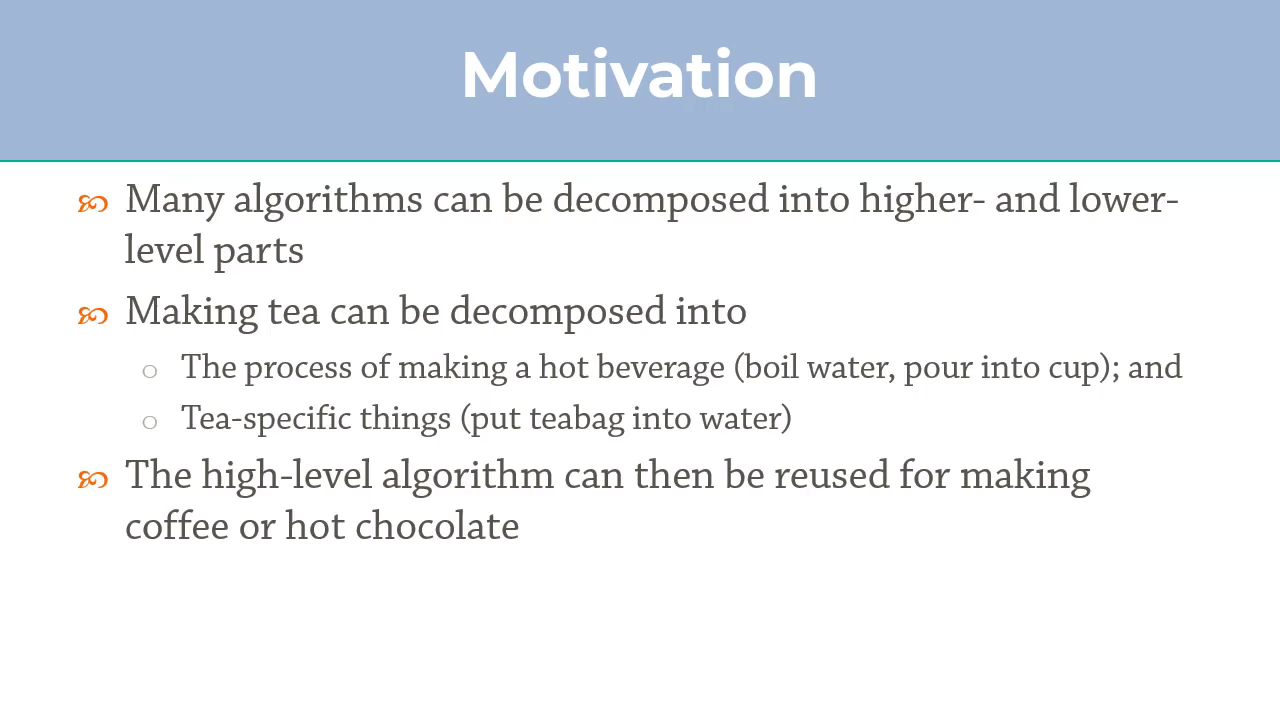 Motivation
Many algorithms can be decomposed into higher- and lower-
level parts
Making tea can be decomposed into
The process of making a hot beverage (boil water, pour into cup); and
Tea-specific things (put teabag into water)
The high-level algorithm can then be reused for making
coffee or hot chocolate